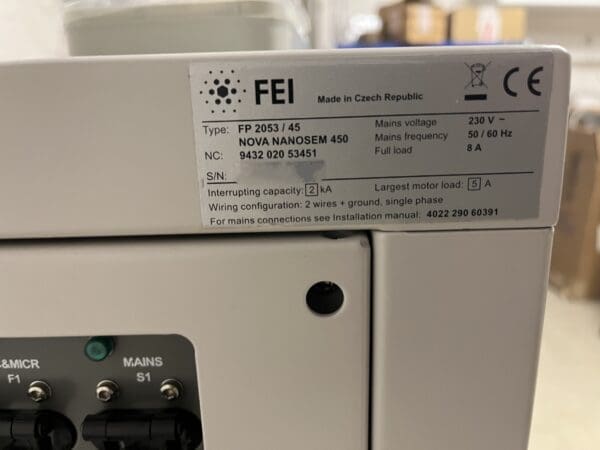 FEI
Made in Czech Republic
CE
Type: FP 2053 / 45
NOVA NANOSEM 450
NC: 9432 020 53451
S/N:
Mains voltage 230 V ~
Mains frequency 50 / 60 Hz
Full load 8 A
Interrupting capacity: 2 kA Largest motor load: 5 A
Wiring configuration: 2 wires + ground, single phase
For mains connections see Installation manual: 4022 290 60391
&MICR
F1
MAINS
S1